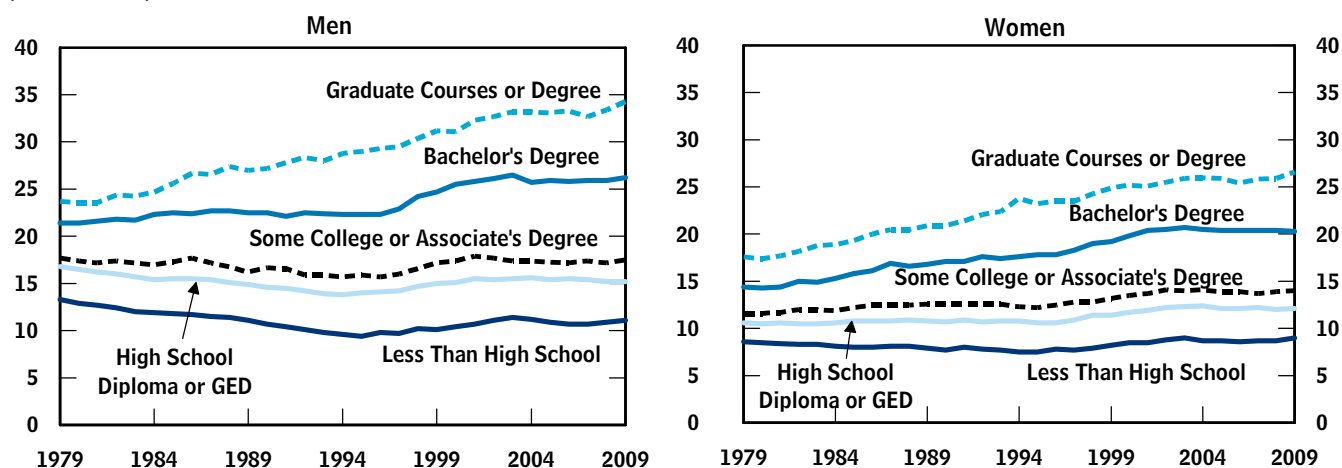 Men
Women
40
35
30
25
20
15
10
5
0
Graduate Courses or Degree
Bachelor's Degree
Some College or Associate's Degree
High School
Diploma or GED
Less Than High School
1979 1984 1989 1994 1999 2004 2009
40
35
30
25
20
15
10
5
0
40
35
30
25
20
15
10
5
0
Graduate Courses or Degree
Bachelor's Degree
Some College or Associate's Degree
High School
Diploma or GED
Less Than High School
1979 1984 1989 1994 1999 2004 2009